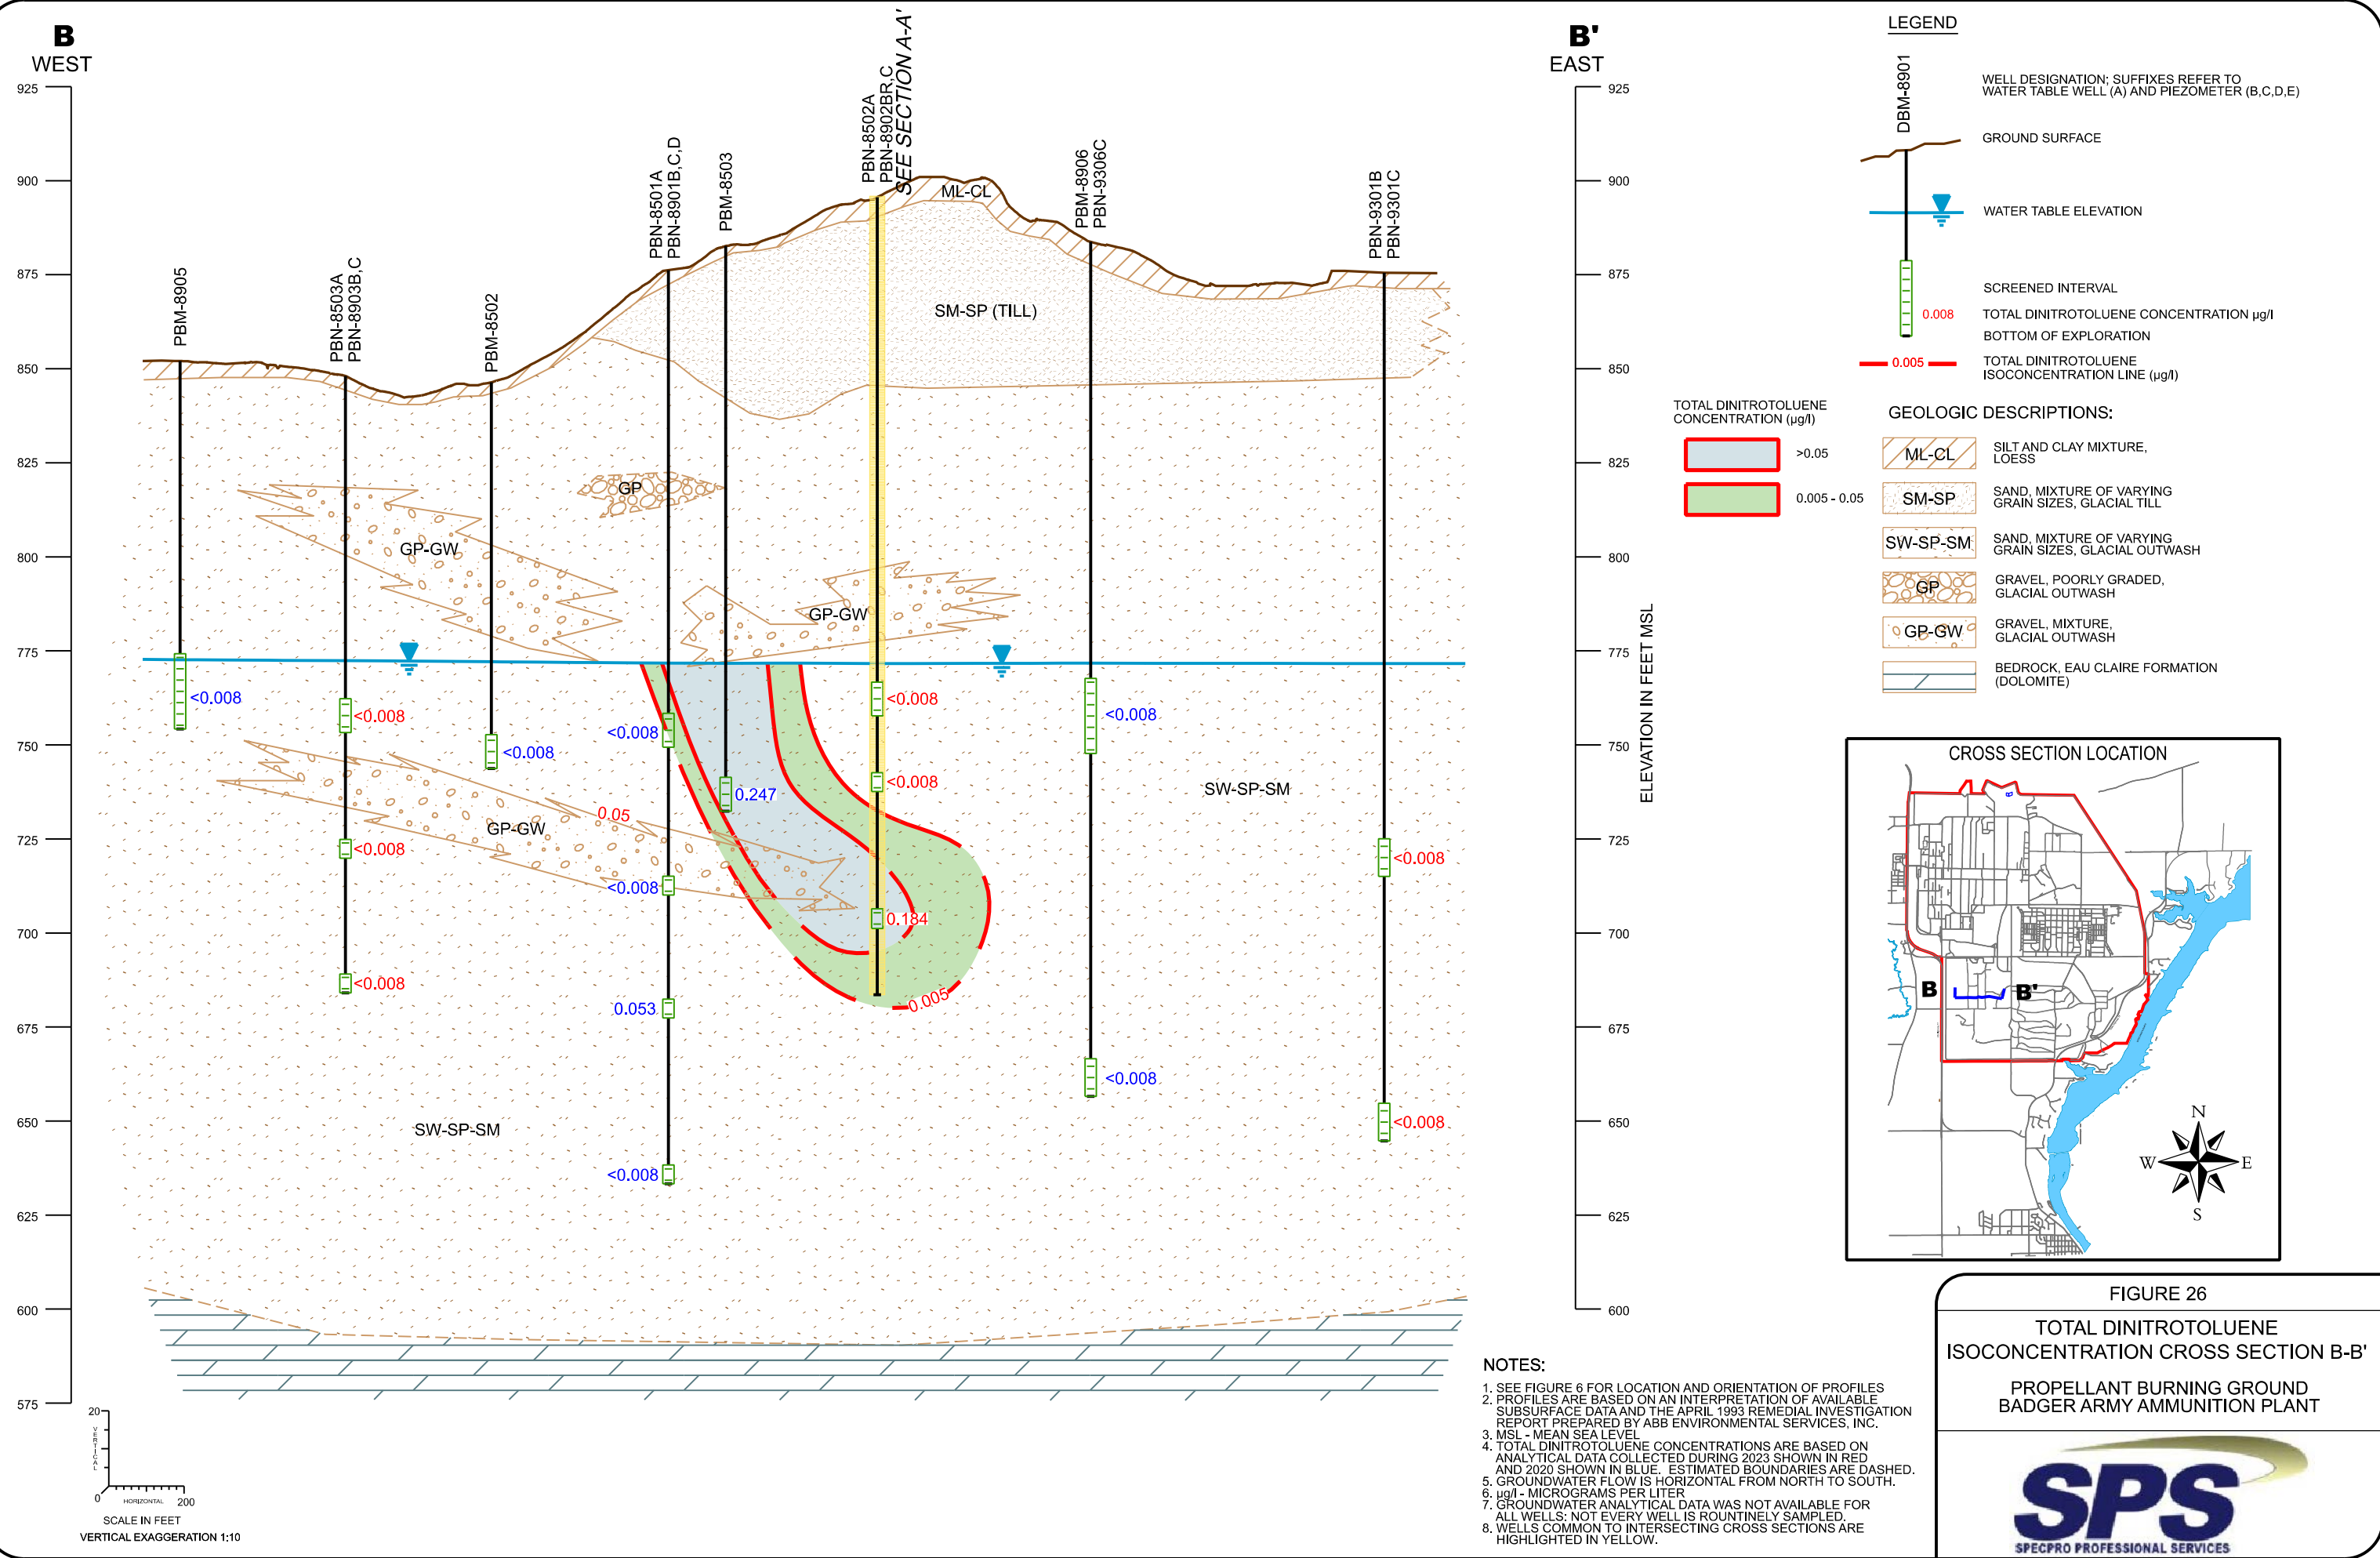 B
WEST
B'
EAST
925
900
875
850
825
800
775
750
725
700
675
650
625
600
575
925
900
875
850
825
800
775
750
725
700
675
650
625
600
ELEVATION IN FEET MSL
PBM-8905
PBN-8503A
PBN-8903B,C
PBM-8502
PBN-8501A
PBN-8901B,C,D
PBM-8503
PBN-8502A
PBN-8902BR,C
SEE SECTION A-A'
PBM-8906
PBN-9306C
PBN-9301B
PBN-9301C
ML-CL
SM-SP (TILL)
GP
GP-GW
GP-GW
GP-GW
SW-SP-SM
SW-SP-SM
<0.008
<0.008
<0.008
<0.008
<0.008
<0.008
<0.008
0.053
<0.008
0.247
<0.008
<0.008
0.184
<0.008
<0.008
<0.008
<0.008
0.05
0.005
20
VERTICAL
0
HORIZONTAL
200
SCALE IN FEET
VERTICAL EXAGGERATION 1:10
LEGEND
DBM-8901
WELL DESIGNATION; SUFFIXES REFER TO
WATER TABLE WELL (A) AND PIEZOMETER (B,C,D,E)
GROUND SURFACE
WATER TABLE ELEVATION
SCREENED INTERVAL
0.008
TOTAL DINITROTOLUENE CONCENTRATION µg/l
BOTTOM OF EXPLORATION
0.005
TOTAL DINITROTOLUENE
ISOCONCENTRATION LINE (µg/l)
TOTAL DINITROTOLUENE
CONCENTRATION (µg/l)
>0.05
0.005 - 0.05
GEOLOGIC DESCRIPTIONS:
ML-CL
SILT AND CLAY MIXTURE,
LOESS
SM-SP
SAND, MIXTURE OF VARYING
GRAIN SIZES, GLACIAL TILL
SW-SP-SM
SAND, MIXTURE OF VARYING
GRAIN SIZES, GLACIAL OUTWASH
GP
GRAVEL, POORLY GRADED,
GLACIAL OUTWASH
GP-GW
GRAVEL, MIXTURE,
GLACIAL OUTWASH
BEDROCK, EAU CLAIRE FORMATION
(DOLOMITE)
CROSS SECTION LOCATION
B
B'
N
W
E
S
NOTES:
1. SEE FIGURE 6 FOR LOCATION AND ORIENTATION OF PROFILES
2. PROFILES ARE BASED ON AN INTERPRETATION OF AVAILABLE
SUBSURFACE DATA AND THE APRIL 1993 REMEDIAL INVESTIGATION
REPORT PREPARED BY ABB ENVIRONMENTAL SERVICES, INC.
3. MSL - MEAN SEA LEVEL
4. TOTAL DINITROTOLUENE CONCENTRATIONS ARE BASED ON
ANALYTICAL DATA COLLECTED DURING 2023 SHOWN IN RED
AND 2020 SHOWN IN BLUE. ESTIMATED BOUNDARIES ARE DASHED.
5. GROUNDWATER FLOW IS HORIZONTAL FROM NORTH TO SOUTH.
6. µg/l - MICROGRAMS PER LITER
7. GROUNDWATER ANALYTICAL DATA WAS NOT AVAILABLE FOR
ALL WELLS: NOT EVERY WELL IS ROUNTINELY SAMPLED.
8. WELLS COMMON TO INTERSECTING CROSS SECTIONS ARE
HIGHLIGHTED IN YELLOW.
FIGURE 26
TOTAL DINITROTOLUENE
ISOCONCENTRATION CROSS SECTION B-B'
PROPELLANT BURNING GROUND
BADGER ARMY AMMUNITION PLANT
SPS
SPECPRO PROFESSIONAL SERVICES